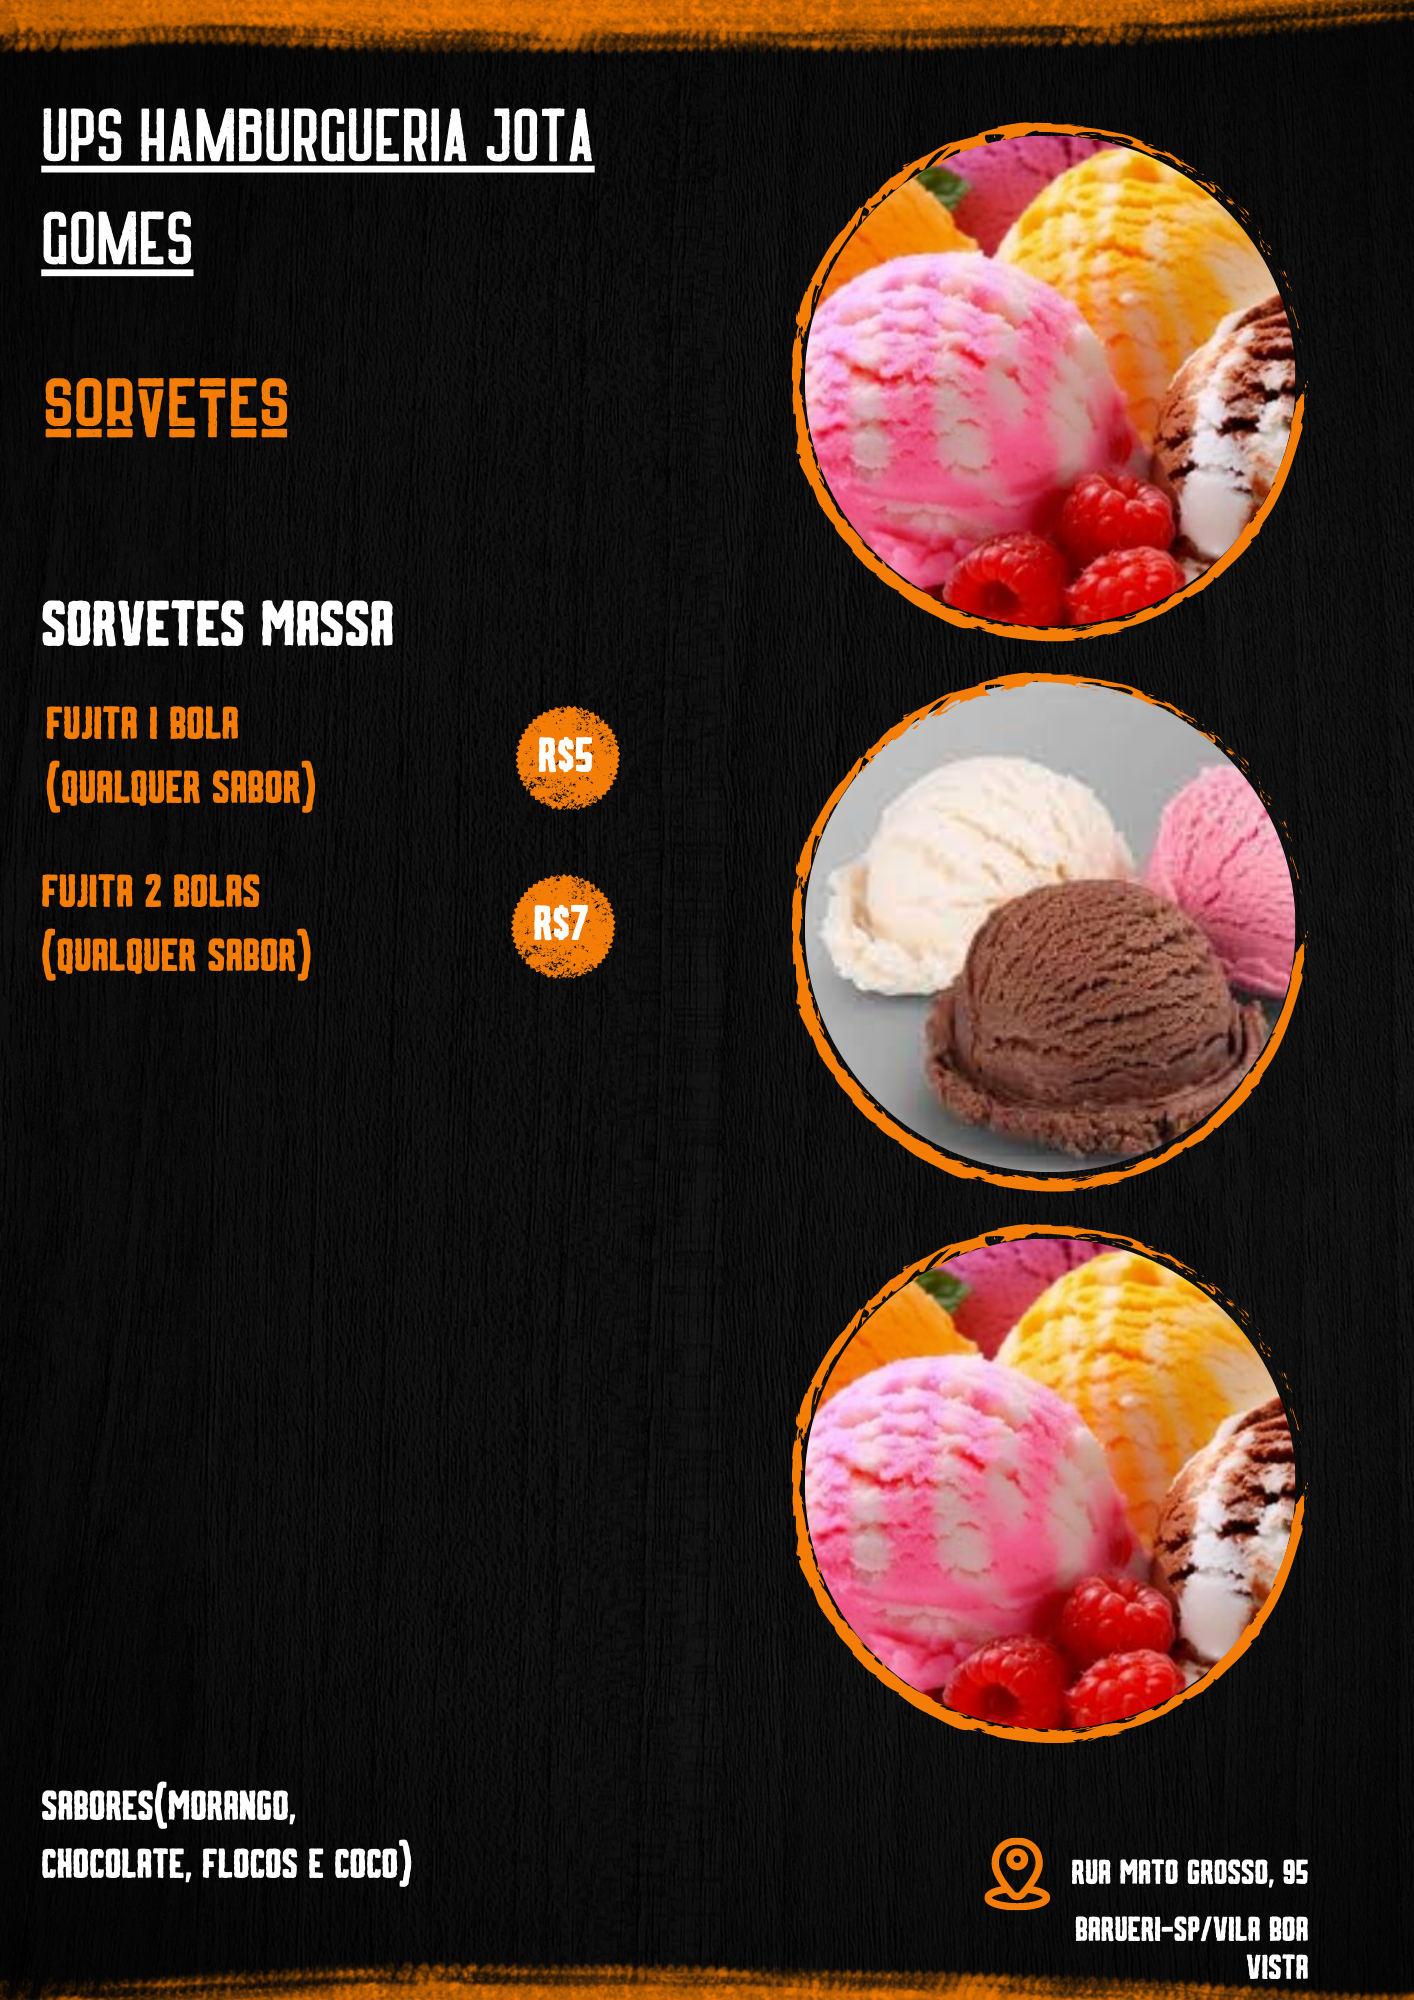 UPS HAMBURGUERIA JOTA
GOMES
SORVETES
SORVETES MASSA
FUJITA 1 BOLA
(QUALQUER SABOR)
R$5
FUJITA 2 BOLAS
(QUALQUER SABOR)
R$7
SABORES(MORANGO,
CHOCOLATE, FLOCOS E COCO)
RUA MATO GROSSO, 95
BARUERI-SP/VILA BOA
VISTA